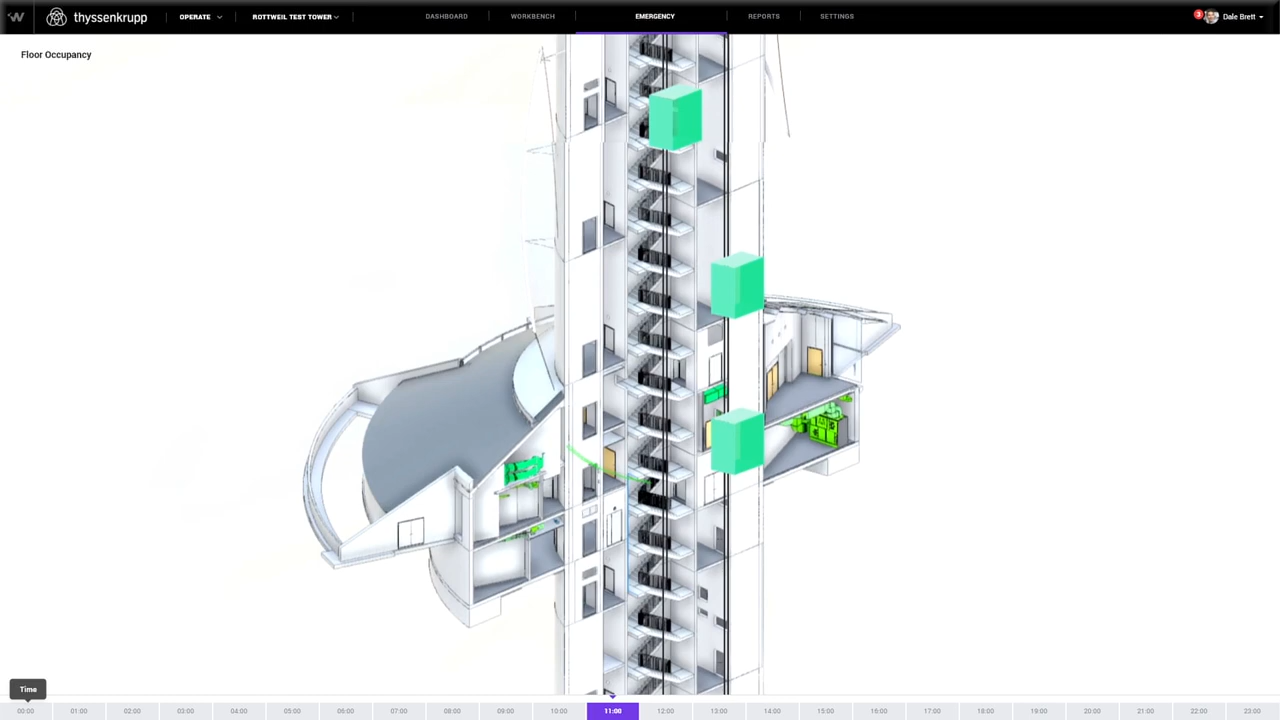 W thyssenkrupp OPERATE ROTTWEIL TEST TOWER DASHBOARD WORKBENCH EMERGENCY REPORTS SETTINGS 3 Dale Brett
Floor Occupancy
Time
00:00 01:00 02:00 03:00 04:00 05:00 06:00 07:00 08:00 09:00 10:00 11:00 12:00 13:00 14:00 15:00 16:00 17:00 18:00 19:00 20:00 21:00 22:00 23:00